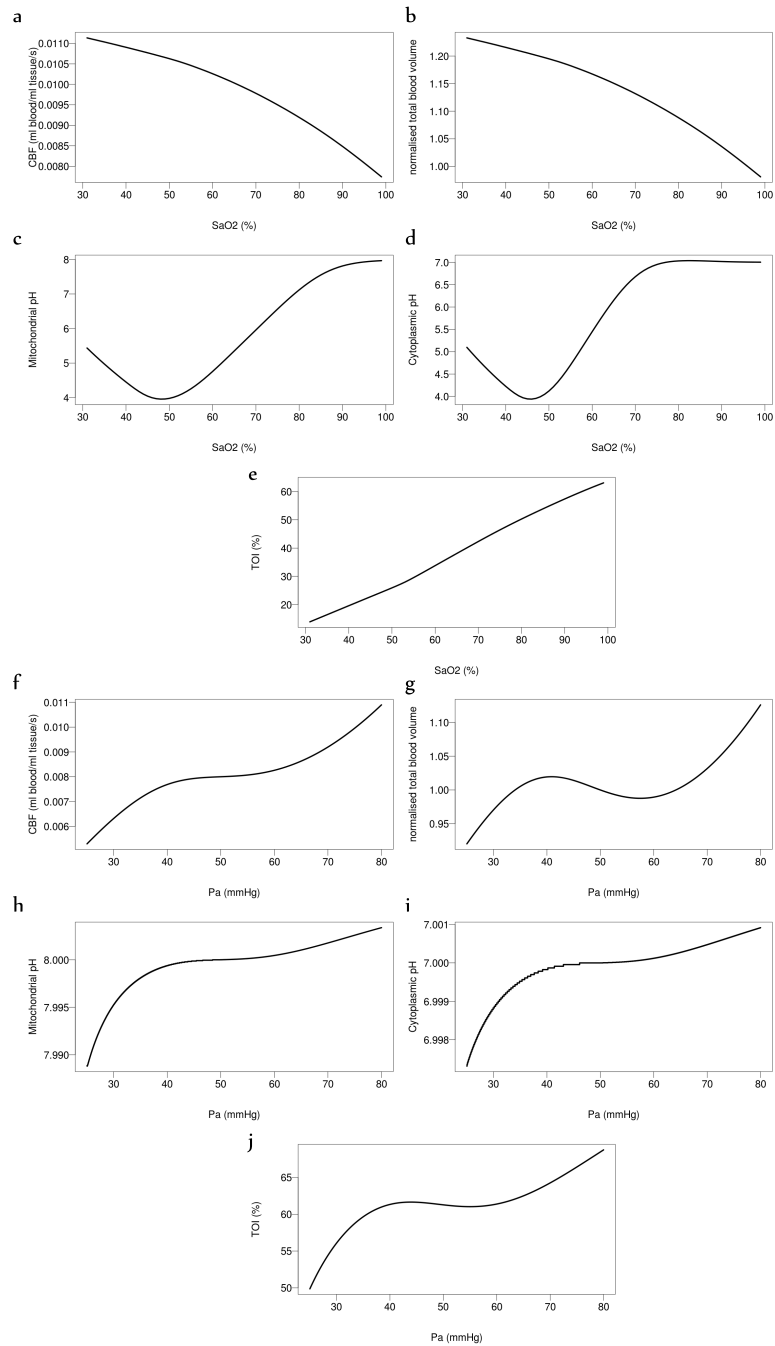 a
CBF (ml blood/ml tissue/s)
0.0110
0.0105
0.0100
0.0095
0.0090
0.0085
0.0080
30 40 50 60 70 80 90 100
SaO2 (%)
b
normalised total blood volume
1.20
1.15
1.10
1.05
1.00
30 40 50 60 70 80 90 100
SaO2 (%)
c
Mitochondrial pH
8
7
6
5
4
30 40 50 60 70 80 90 100
SaO2 (%)
d
Cytoplasmic pH
7.0
6.5
6.0
5.5
5.0
4.5
4.0
30 40 50 60 70 80 90 100
SaO2 (%)
e
TOI (%)
60
50
40
30
20
30 40 50 60 70 80 90 100
SaO2 (%)
f
CBF (ml blood/ml tissue/s)
0.011
0.010
0.009
0.008
0.007
0.006
30 40 50 60 70 80
Pa (mmHg)
g
normalised total blood volume
1.10
1.05
1.00
0.95
30 40 50 60 70 80
Pa (mmHg)
h
Mitochondrial pH
8.000
7.995
7.990
30 40 50 60 70 80
Pa (mmHg)
i
Cytoplasmic pH
7.001
7.000
6.999
6.998
30 40 50 60 70 80
Pa (mmHg)
j
TOI (%)
65
60
55
50
30 40 50 60 70 80
Pa (mmHg)